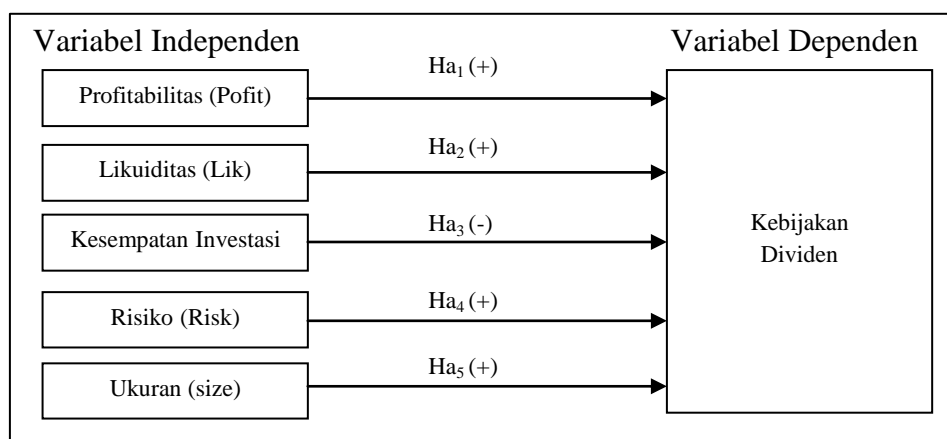 Variabel Independen
Variabel Dependen
Profitabilitas (Pofit)
Ha₁ (+)
Likuiditas (Lik)
Ha₂ (+)
Kesempatan Investasi
Ha₃ (-)
Risiko (Risk)
Ha₄ (+)
Ukuran (size)
Ha₅ (+)
Kebijakan
Dividen